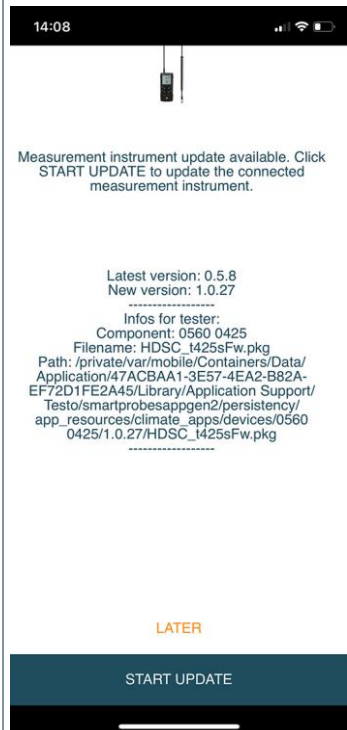 14:08
Measurement instrument update available. Click
START UPDATE to update the connected
measurement instrument.
Latest version: 0.5.8
New version: 1.0.27
------------------
Infos for tester:
Component: 0560 0425
Filename: HDSC_t425sFw.pkg
Path: /private/var/mobile/Containers/Data/
Application/47ACBAA1-3E57-4EA2-B82A-
EF72D1FE2A45/Library/Application Support/
Testo/smartprobesappgen2/persistency/
app_resources/climate_apps/devices/0560
0425/1.0.27/HDSC_t425sFw.pkg
------------------
LATER
START UPDATE